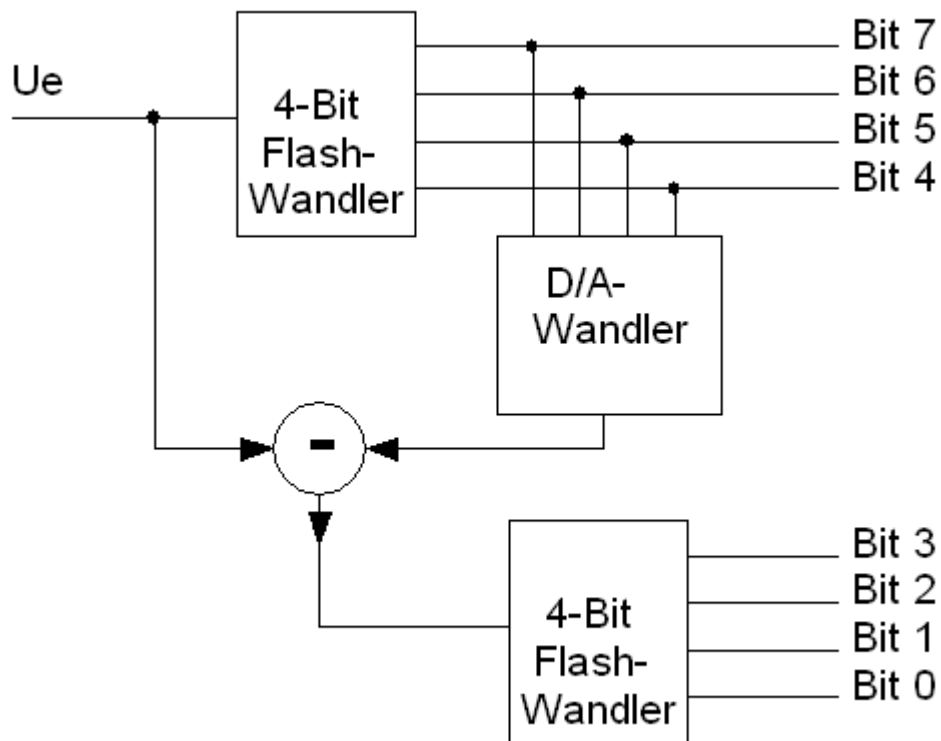 Ue
4-Bit
Flash-
Wandler
Bit 7
Bit 6
Bit 5
Bit 4
D/A-
Wandler
-
4-Bit
Flash-
Wandler
Bit 3
Bit 2
Bit 1
Bit 0